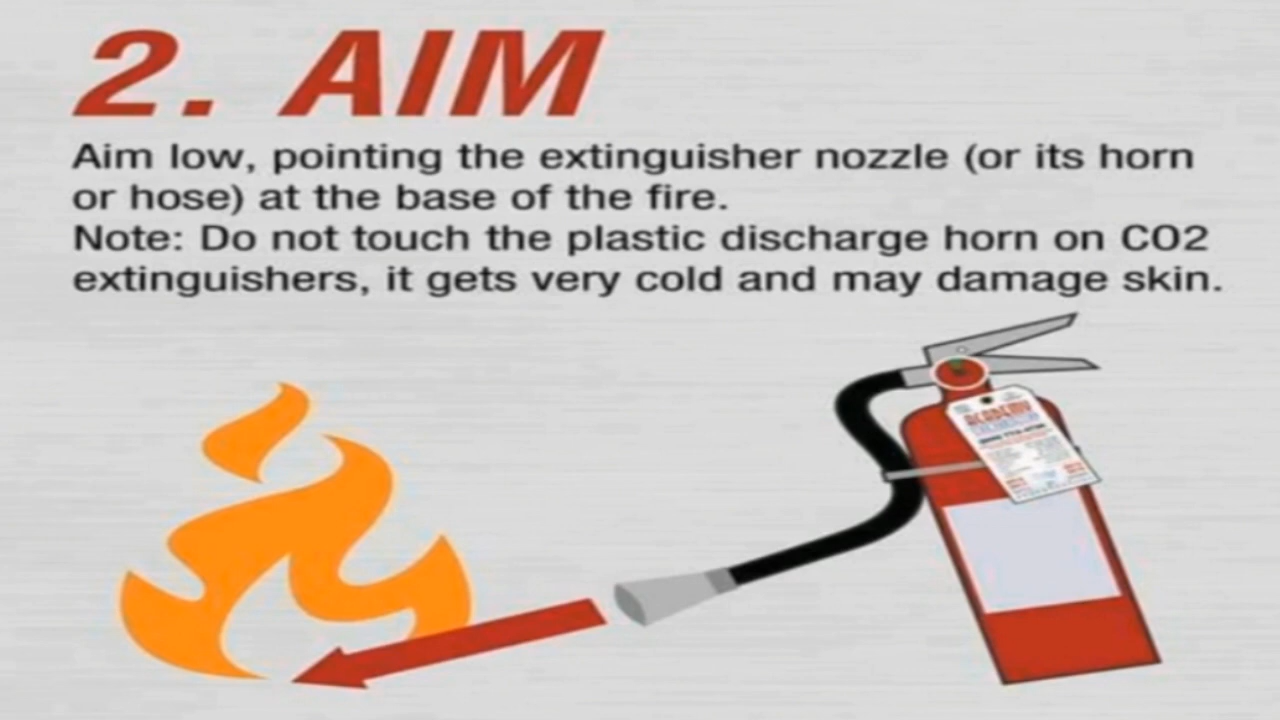 2. AIM
Aim low, pointing the extinguisher nozzle (or its horn
or hose) at the base of the fire.
Note: Do not touch the plastic discharge horn on CO2
extinguishers, it gets very cold and may damage skin.
ACADEMY